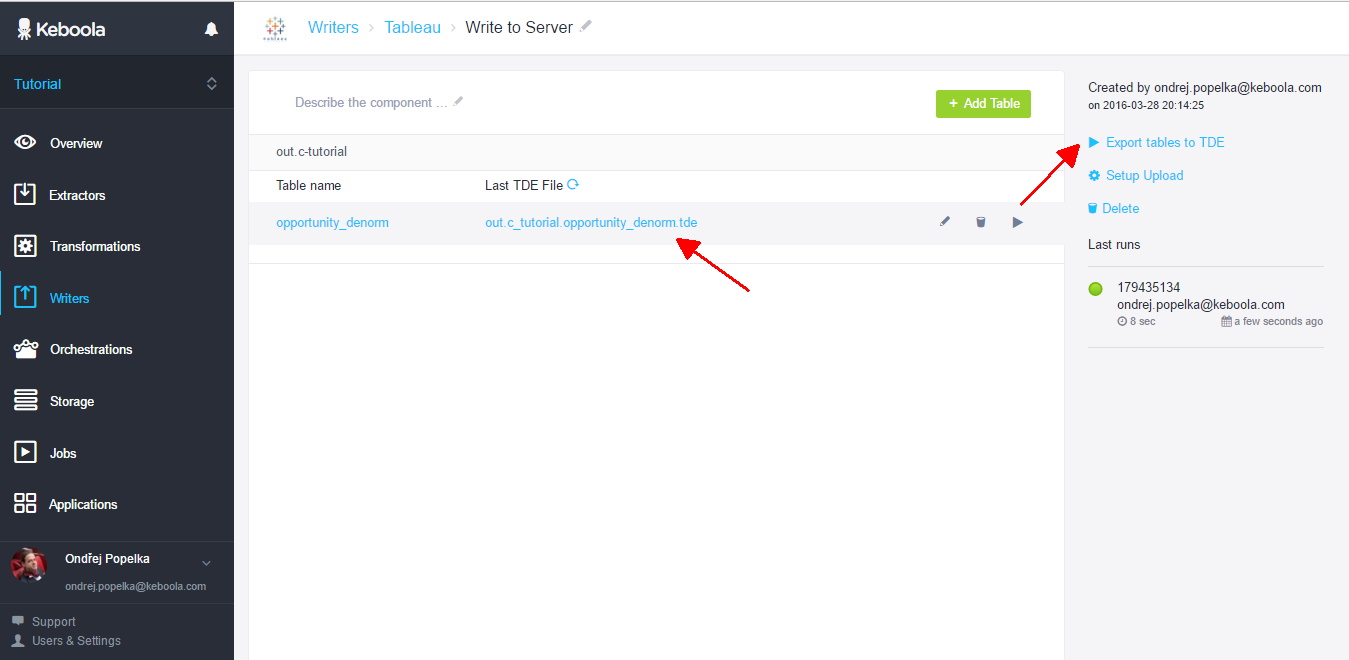 Keboola
Tutorial
Overview
Extractors
Transformations
Writers
Orchestrations
Storage
Jobs
Applications
Ondřej Popelka
ondrej.popelka@keboola.com
Support
Users & Settings
+ableau
Writers › Tableau › Write to Server
Describe the component ...
+ Add Table
out.c-tutorial
Table name Last TDE File
opportunity_denorm out.c_tutorial.opportunity_denorm.tde
Created by ondrej.popelka@keboola.com
on 2016-03-28 20:14:25
Export tables to TDE
Setup Upload
Delete
Last runs
179435134
ondrej.popelka@keboola.com
8 sec a few seconds ago